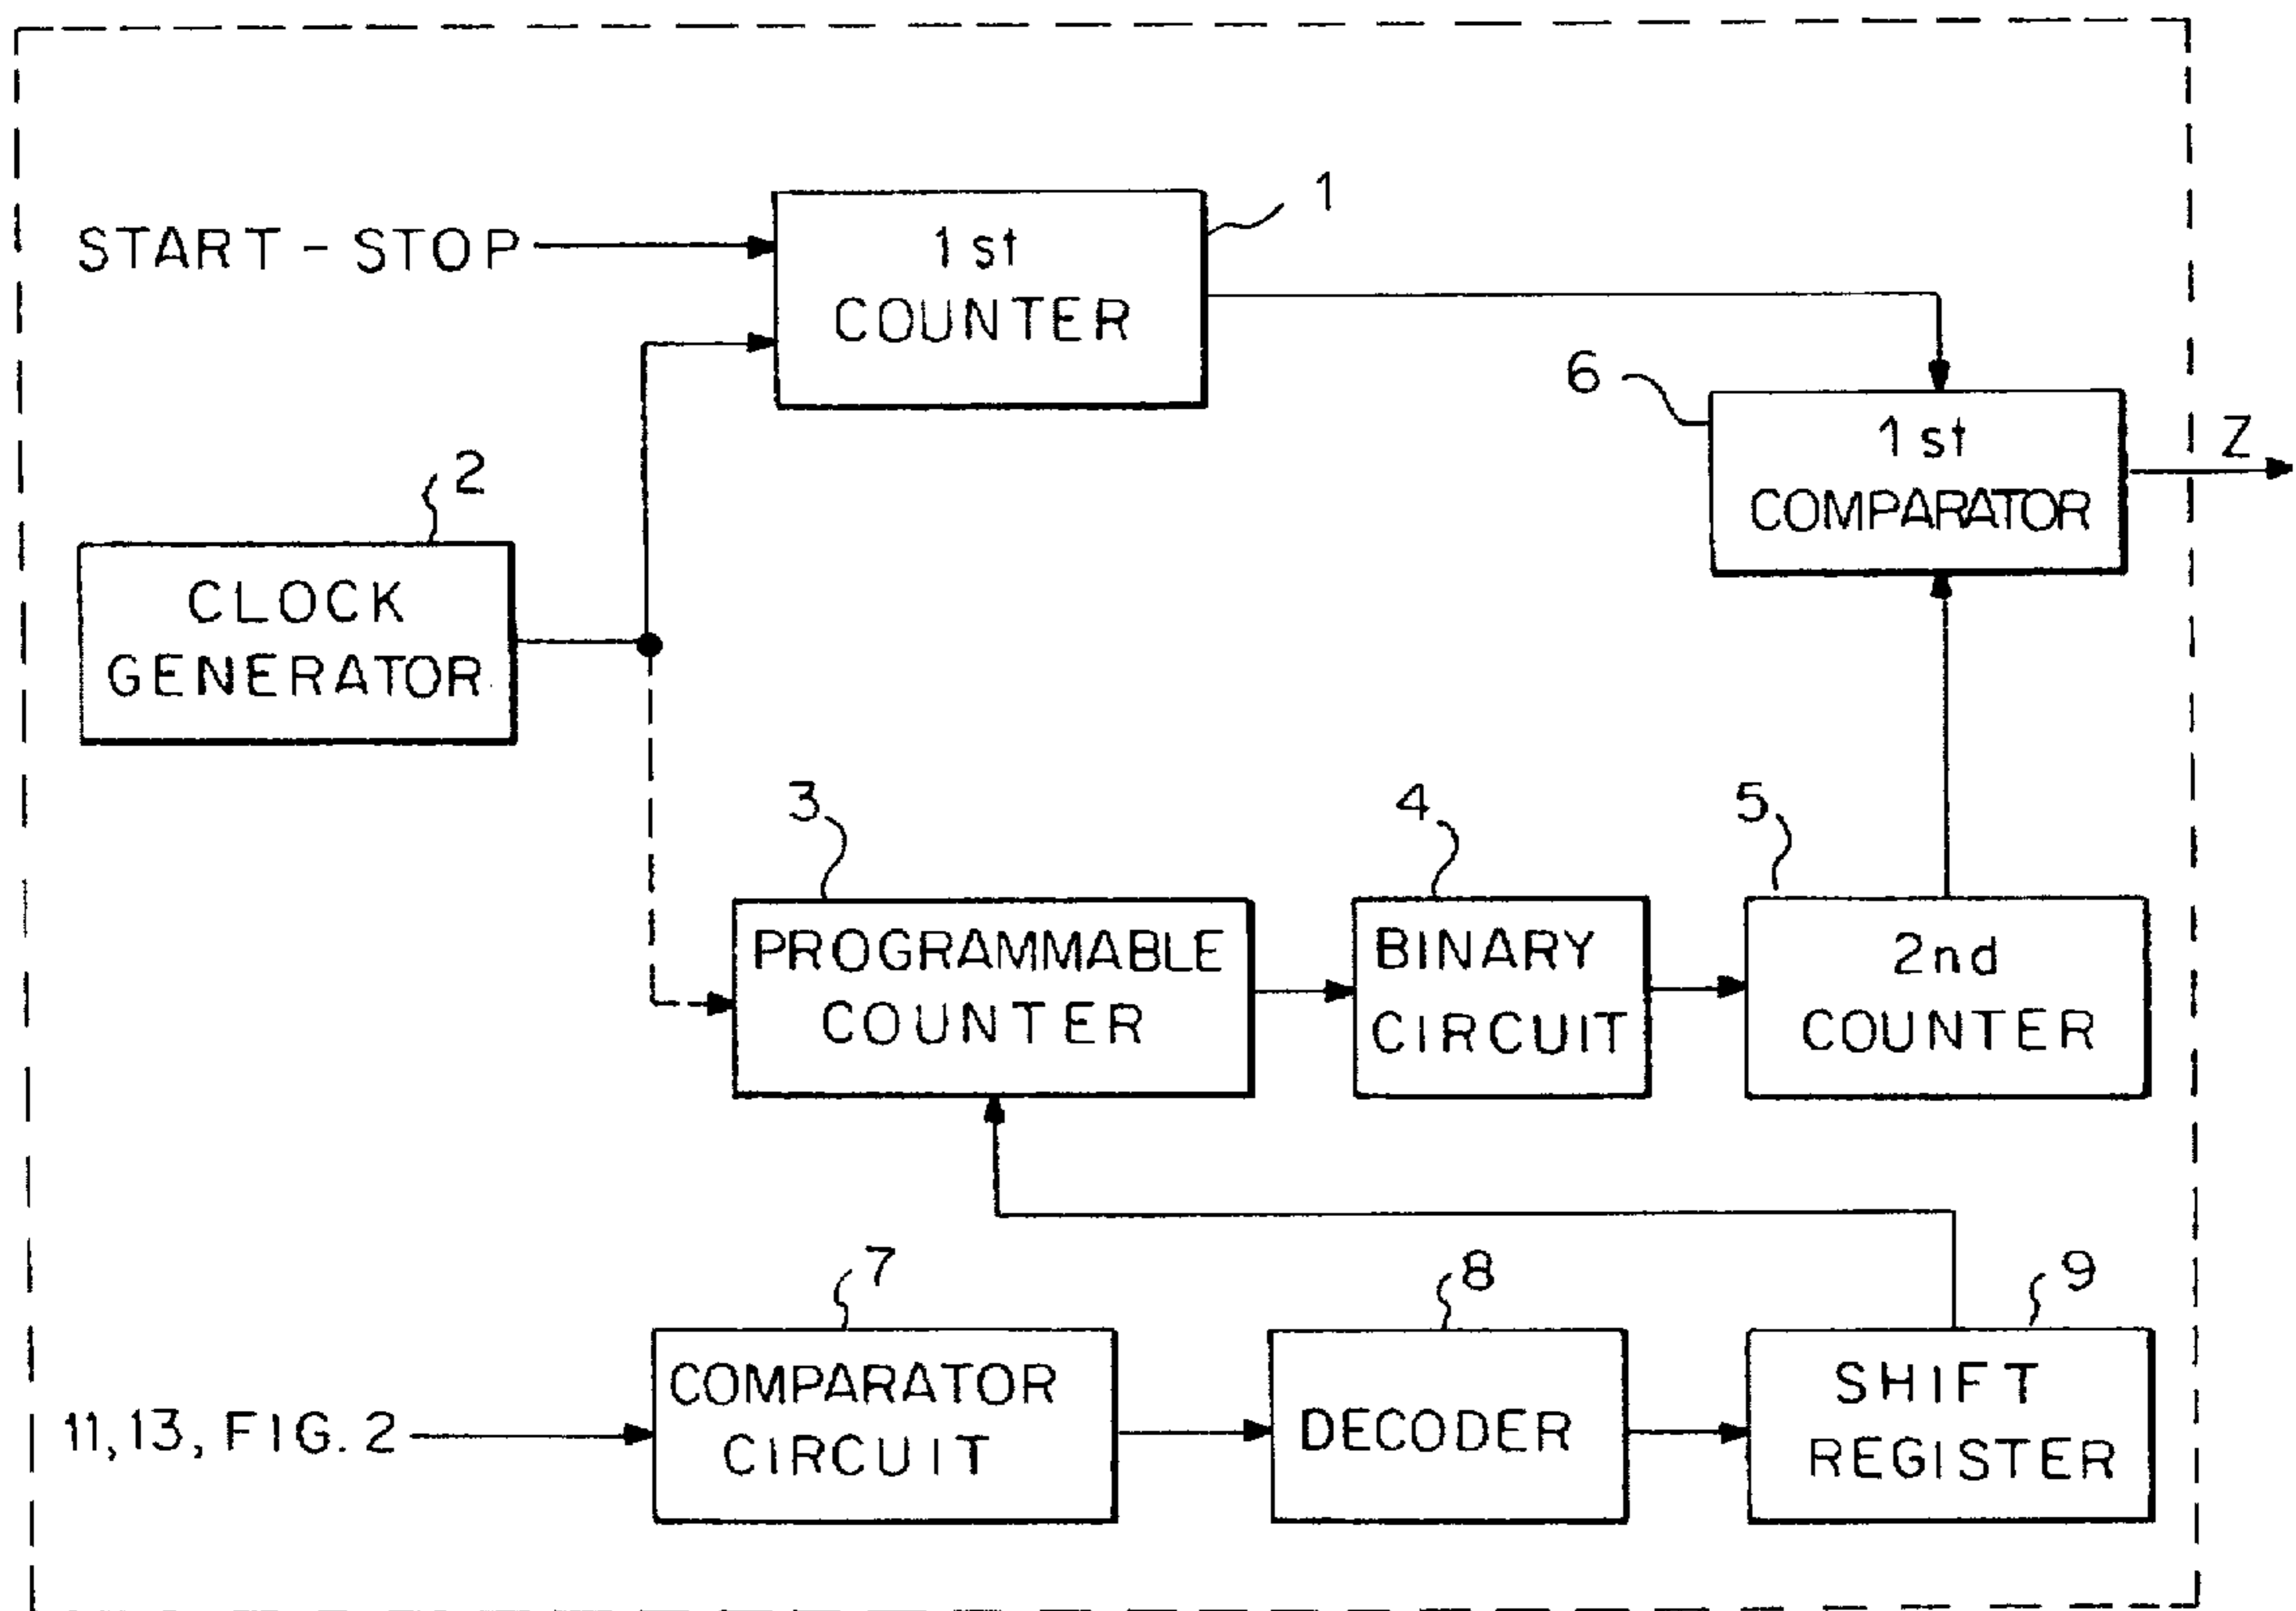 1
START-STOP
1st
COUNTER
6
1st
COMPARATOR
Z
2
CLOCK
GENERATOR
3
PROGRAMMABLE
COUNTER
4
BINARY
CIRCUIT
5
2nd
COUNTER
7
COMPARATOR
CIRCUIT
8
DECODER
9
SHIFT
REGISTER
11, 13, FIG. 2